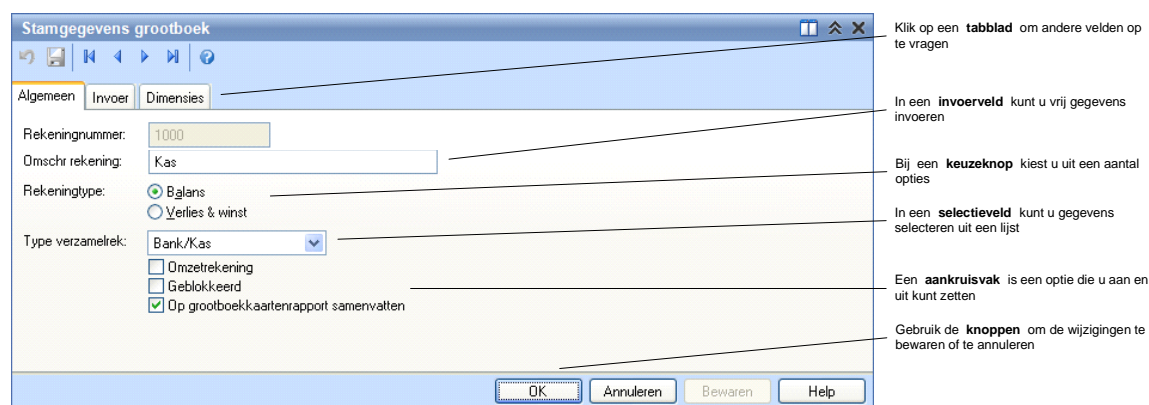 Stamgegevens grootboek
Algemeen Invoer Dimensies
Rekeningnummer: 1000
Omschr rekening: Kas
Rekeningtype: Balans
Verlies & winst
Type verzamelrek: Bank/Kas
Omzetrekening
Geblokkeerd
Op grootboekkaartenrapport samenvatten
OK Annuleren Bewaren Help
Klik op een tabblad om andere velden op
te vragen
In een invoerveld kunt u vrij gegevens
invoeren
Bij een keuzeknop kiest u uit een aantal
opties
In een selectieveld kunt u gegevens
selecteren uit een lijst
Een aankruisvak is een optie die u aan en
uit kunt zetten
Gebruik de knoppen om de wijzigingen te
bewaren of te annuleren